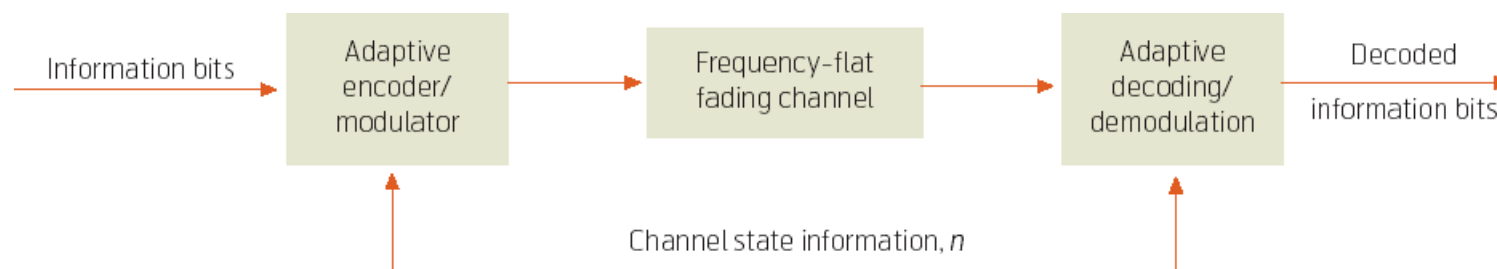 Information bits
Adaptive
encoder/
modulator
Frequency-flat
fading channel
Adaptive
decoding/
demodulation
Decoded
information bits
Channel state information, n